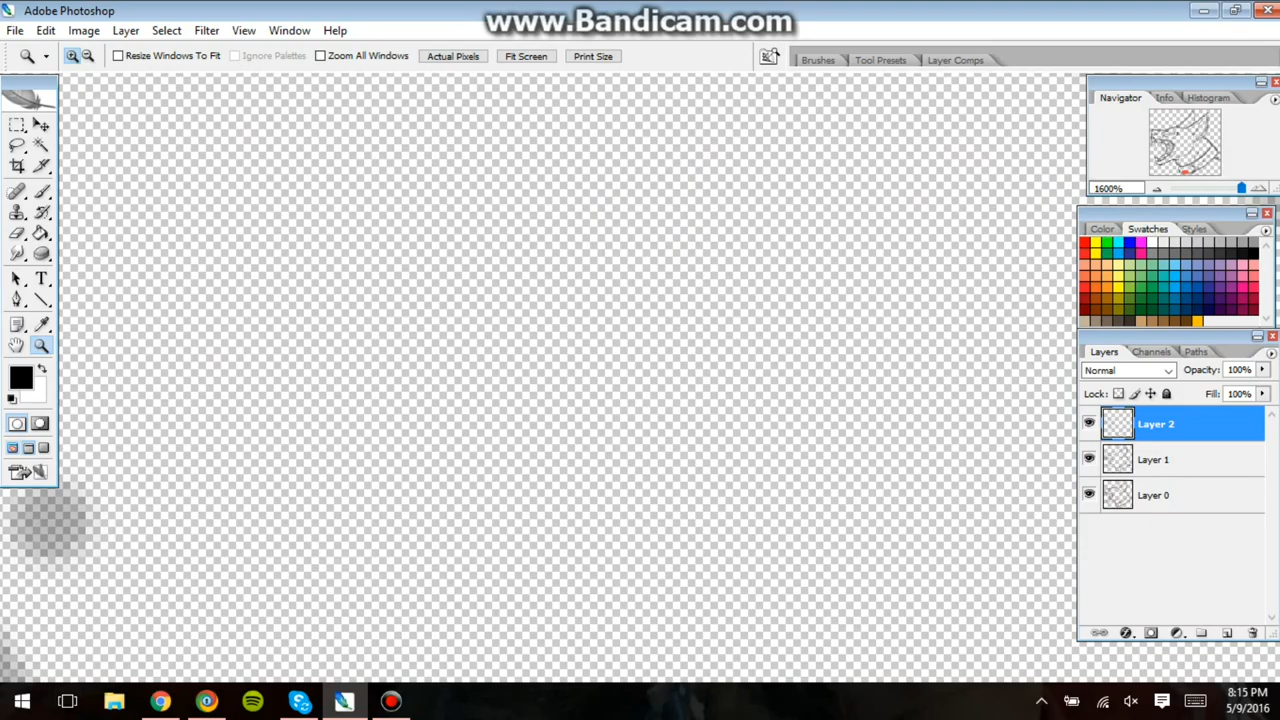 Adobe Photoshop
www.Bandicam.com
File Edit Image Layer Select Filter View Window Help
Resize Windows To Fit Ignore Palettes Zoom All Windows Actual Pixels Fit Screen Print Size
Brushes Tool Presets Layer Comps
Navigator Info Histogram
1600%
Color Swatches Styles
Layers Channels Paths
Normal Opacity: 100%
Lock: Fill: 100%
Layer 2
Layer 1
Layer 0
8:15 PM
5/9/2016